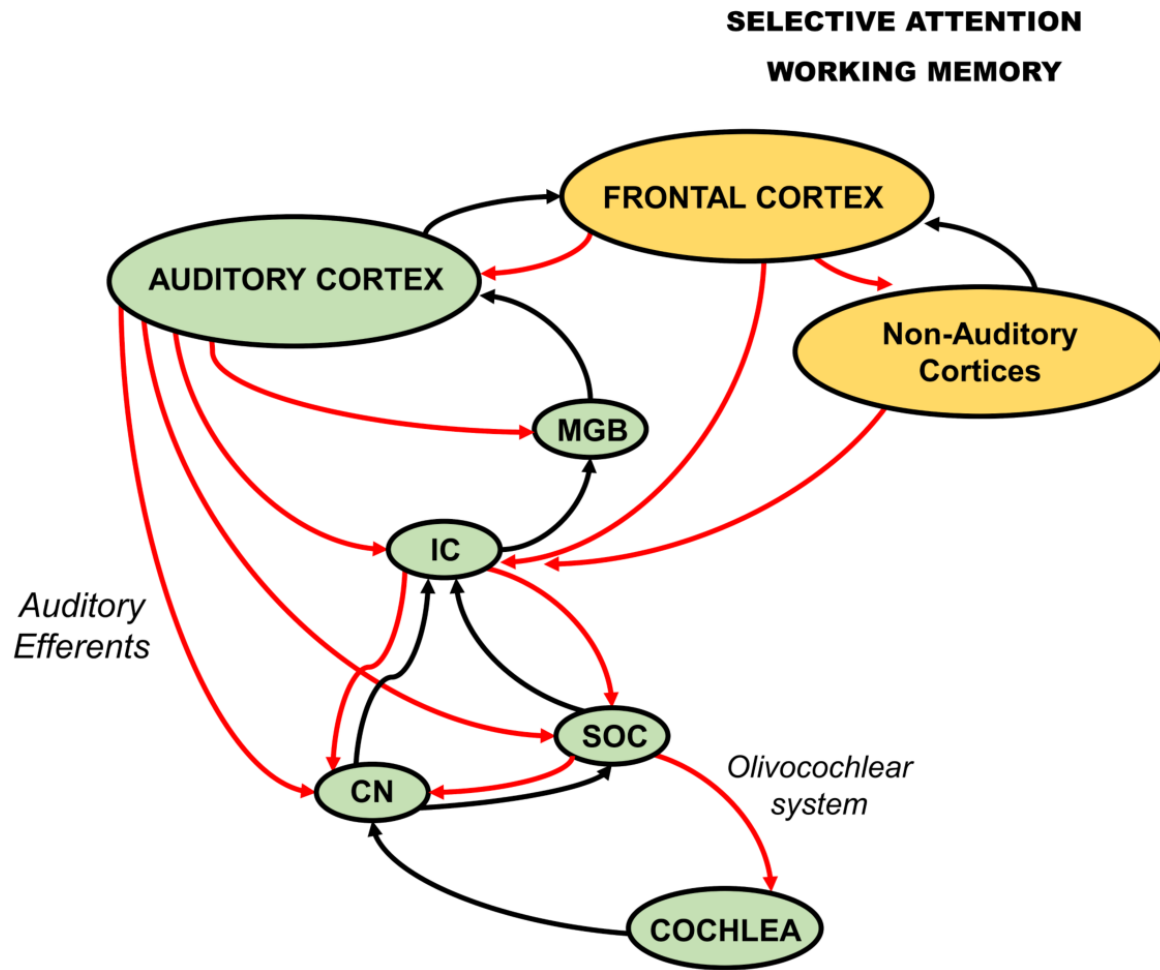 SELECTIVE ATTENTION
WORKING MEMORY
FRONTAL CORTEX
AUDITORY CORTEX
Non-Auditory
Cortices
MGB
IC
Auditory
Efferents
SOC
Olivocochlear
system
CN
COCHLEA